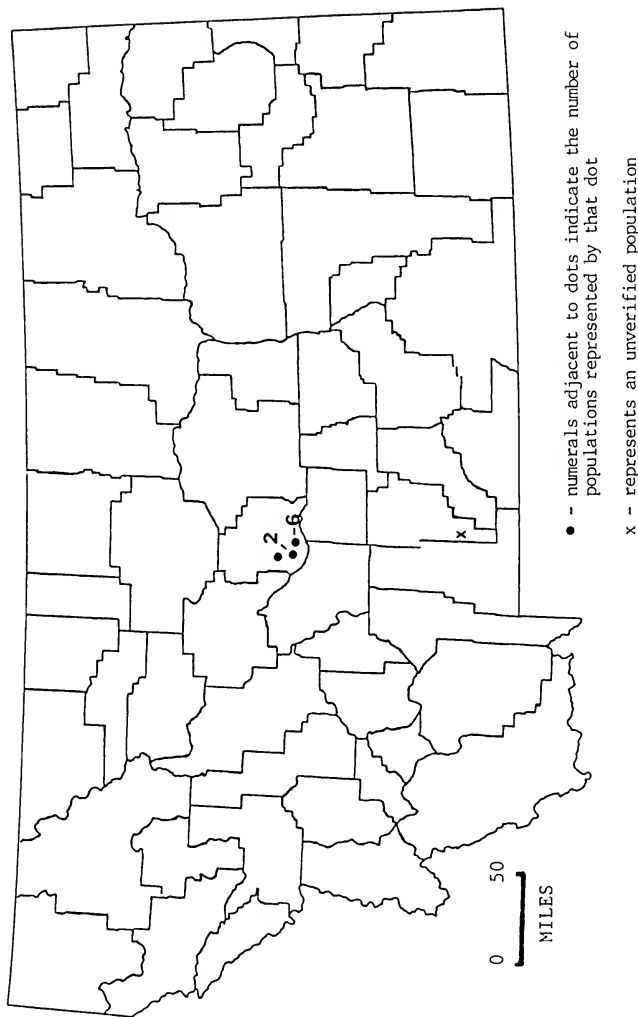 2
-6
x
0 50
MILES
● - numerals adjacent to dots indicate the number of
populations represented by that dot
x - represents an unverified population